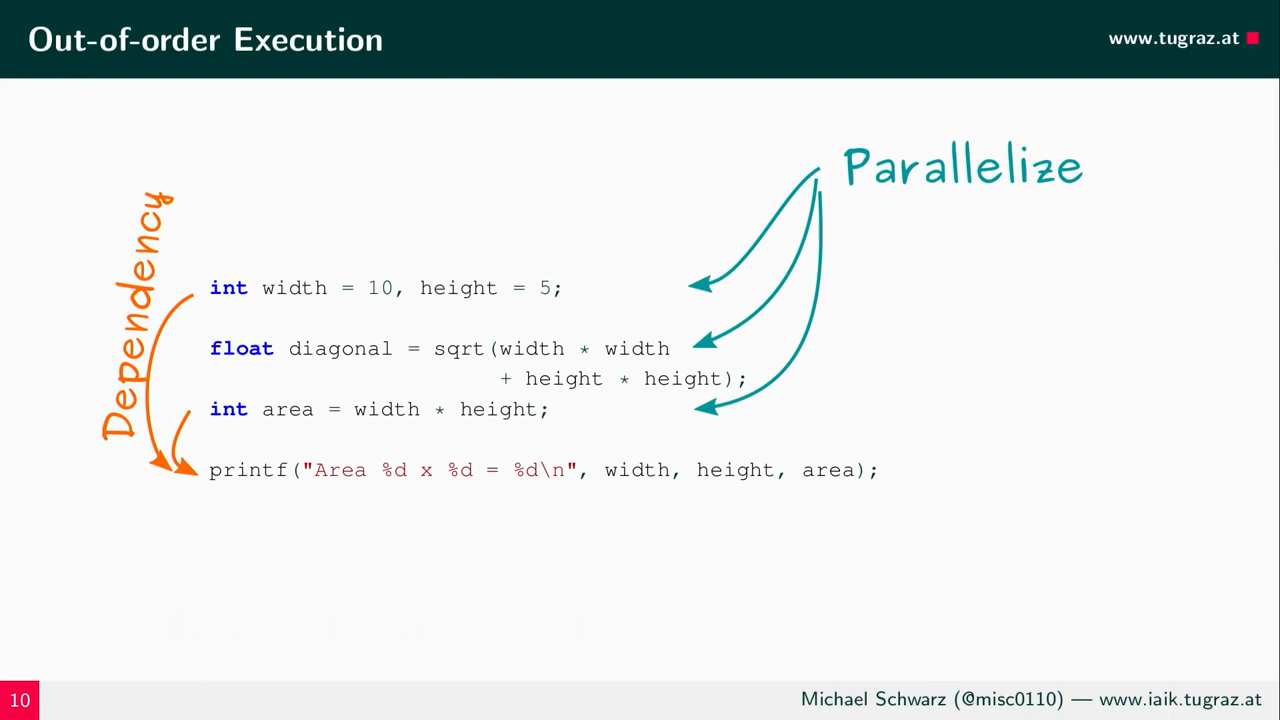 Out-of-order Execution
www.tugraz.at
Parallelize
Dependency
int width = 10, height = 5;
float diagonal = sqrt(width * width
+ height * height);
int area = width * height;
printf("Area %d x %d = %d\n", width, height, area);
10
Michael Schwarz (@misc0110) — www.iaik.tugraz.at